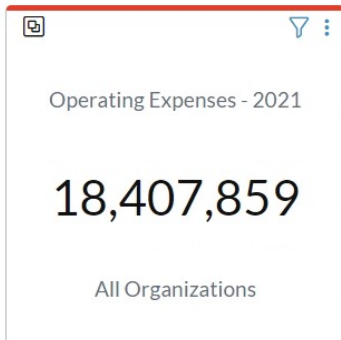 Operating Expenses - 2021
18,407,859
All Organizations